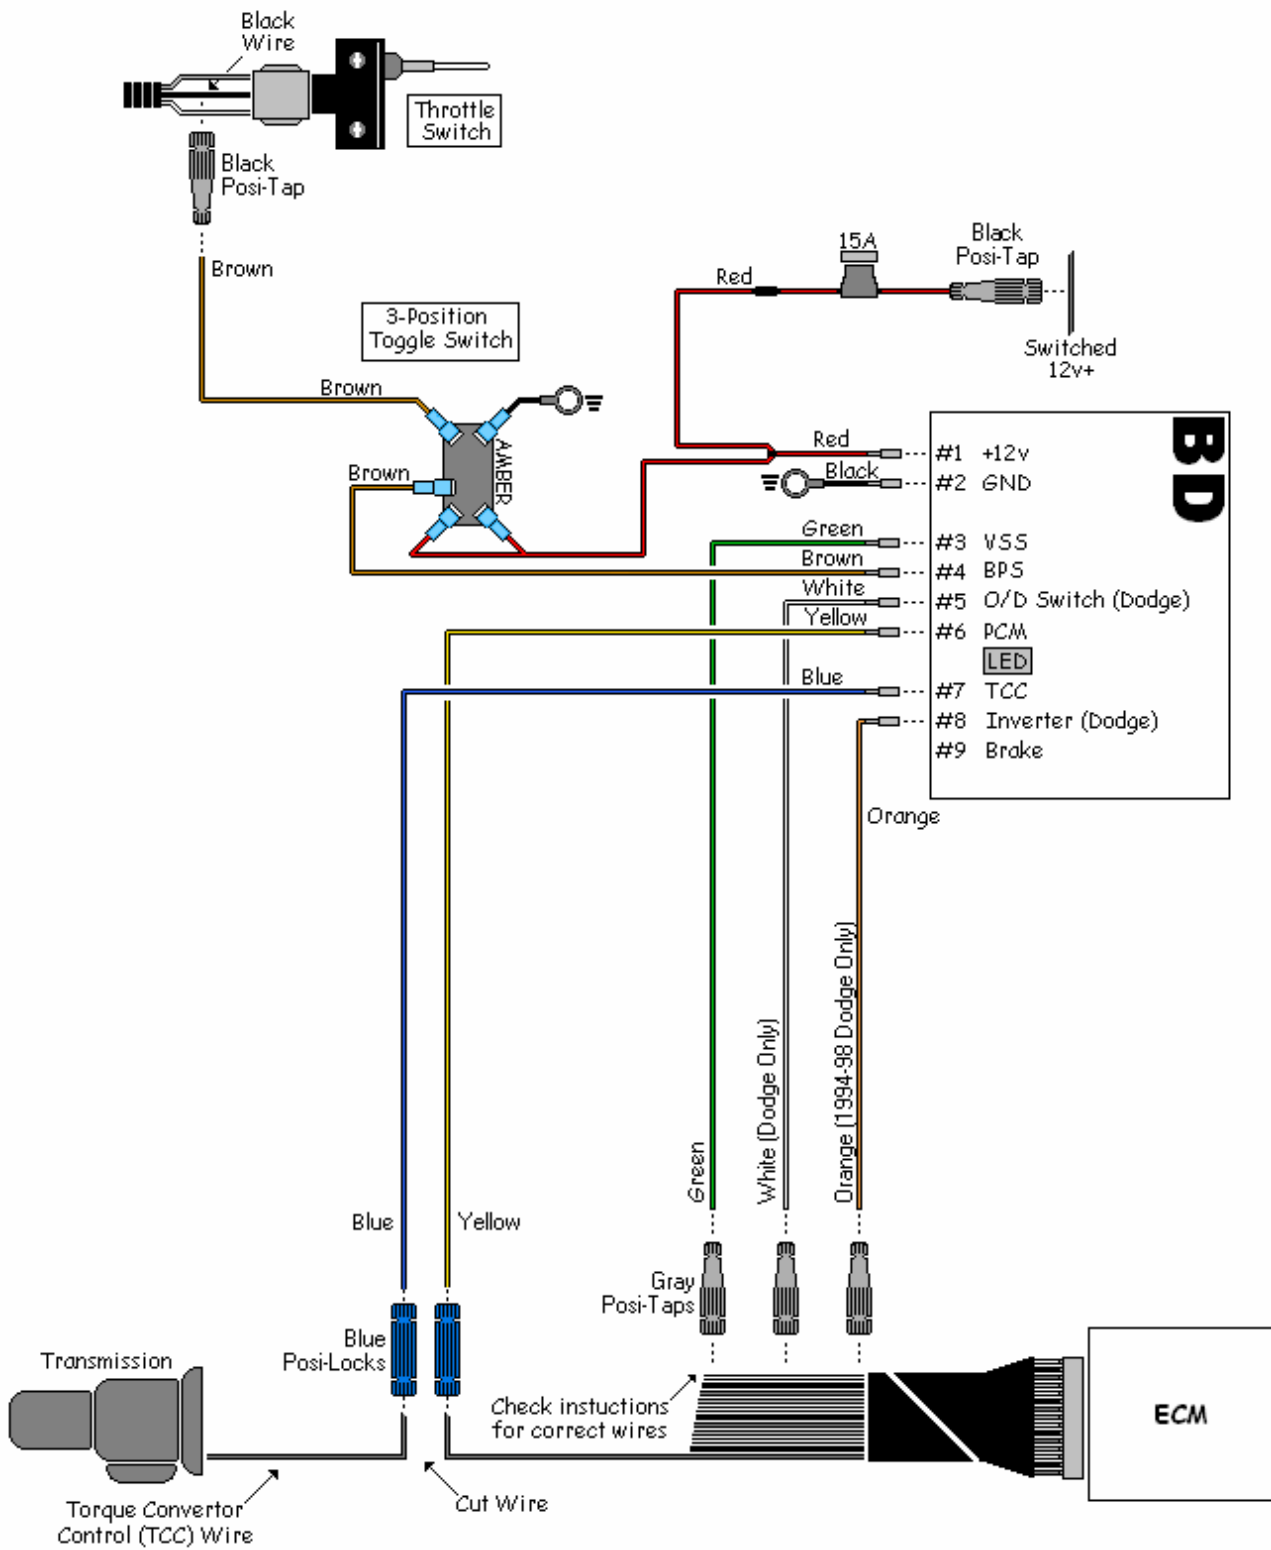 Black
Wire
Throttle
Switch
Black
Posi-Tap
Brown
15A
Black
Posi-Tap
Red
Switched
12v+
3-Position
Toggle Switch
Brown
AMBER
Brown
Red
Black
Green
Brown
White
Yellow
Blue
BD
#1 +12v
#2 GND
#3 VSS
#4 BPS
#5 O/D Switch (Dodge)
#6 PCM
LED
#7 TCC
#8 Inverter (Dodge)
#9 Brake
Orange
Green
White (Dodge Only)
Orange (1994-98 Dodge Only)
Blue
Yellow
Gray
Posi-Taps
Blue
Posi-Locks
Transmission
Check instuctions
for correct wires
ECM
Cut Wire
Torque Convertor
Control (TCC) Wire